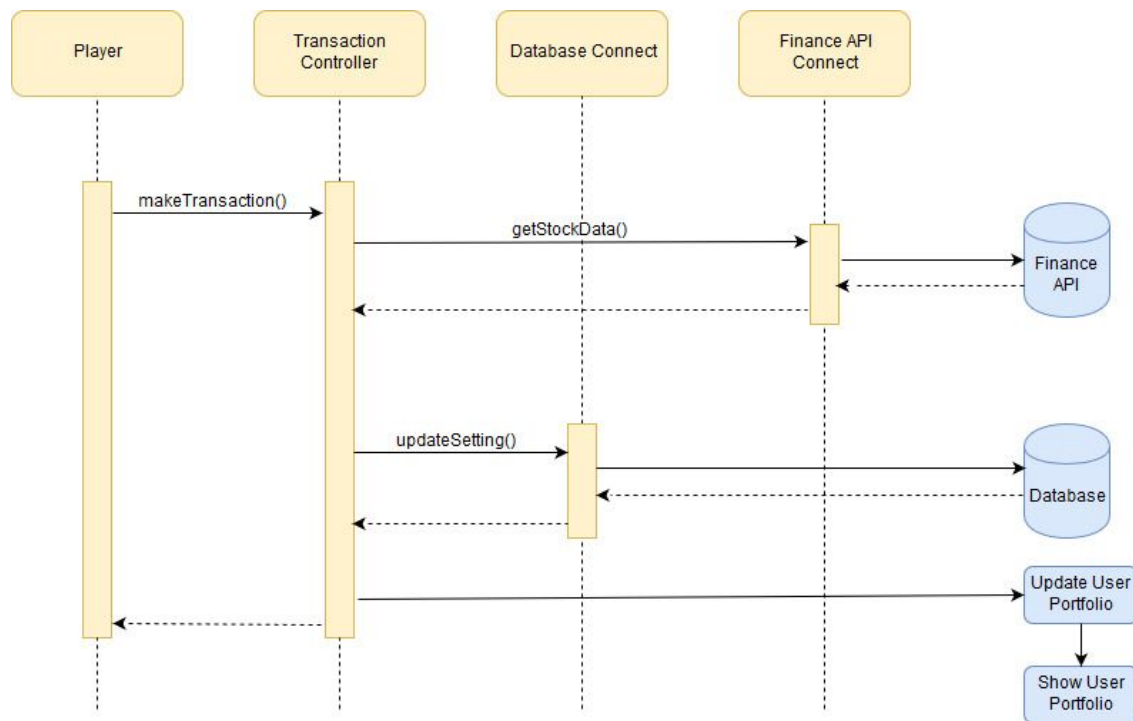 Player
Transaction
Controller
Database Connect
Finance API
Connect
makeTransaction()
getStockData()
Finance
API
updateSetting()
Database
Update User
Portfolio
Show User
Portfolio